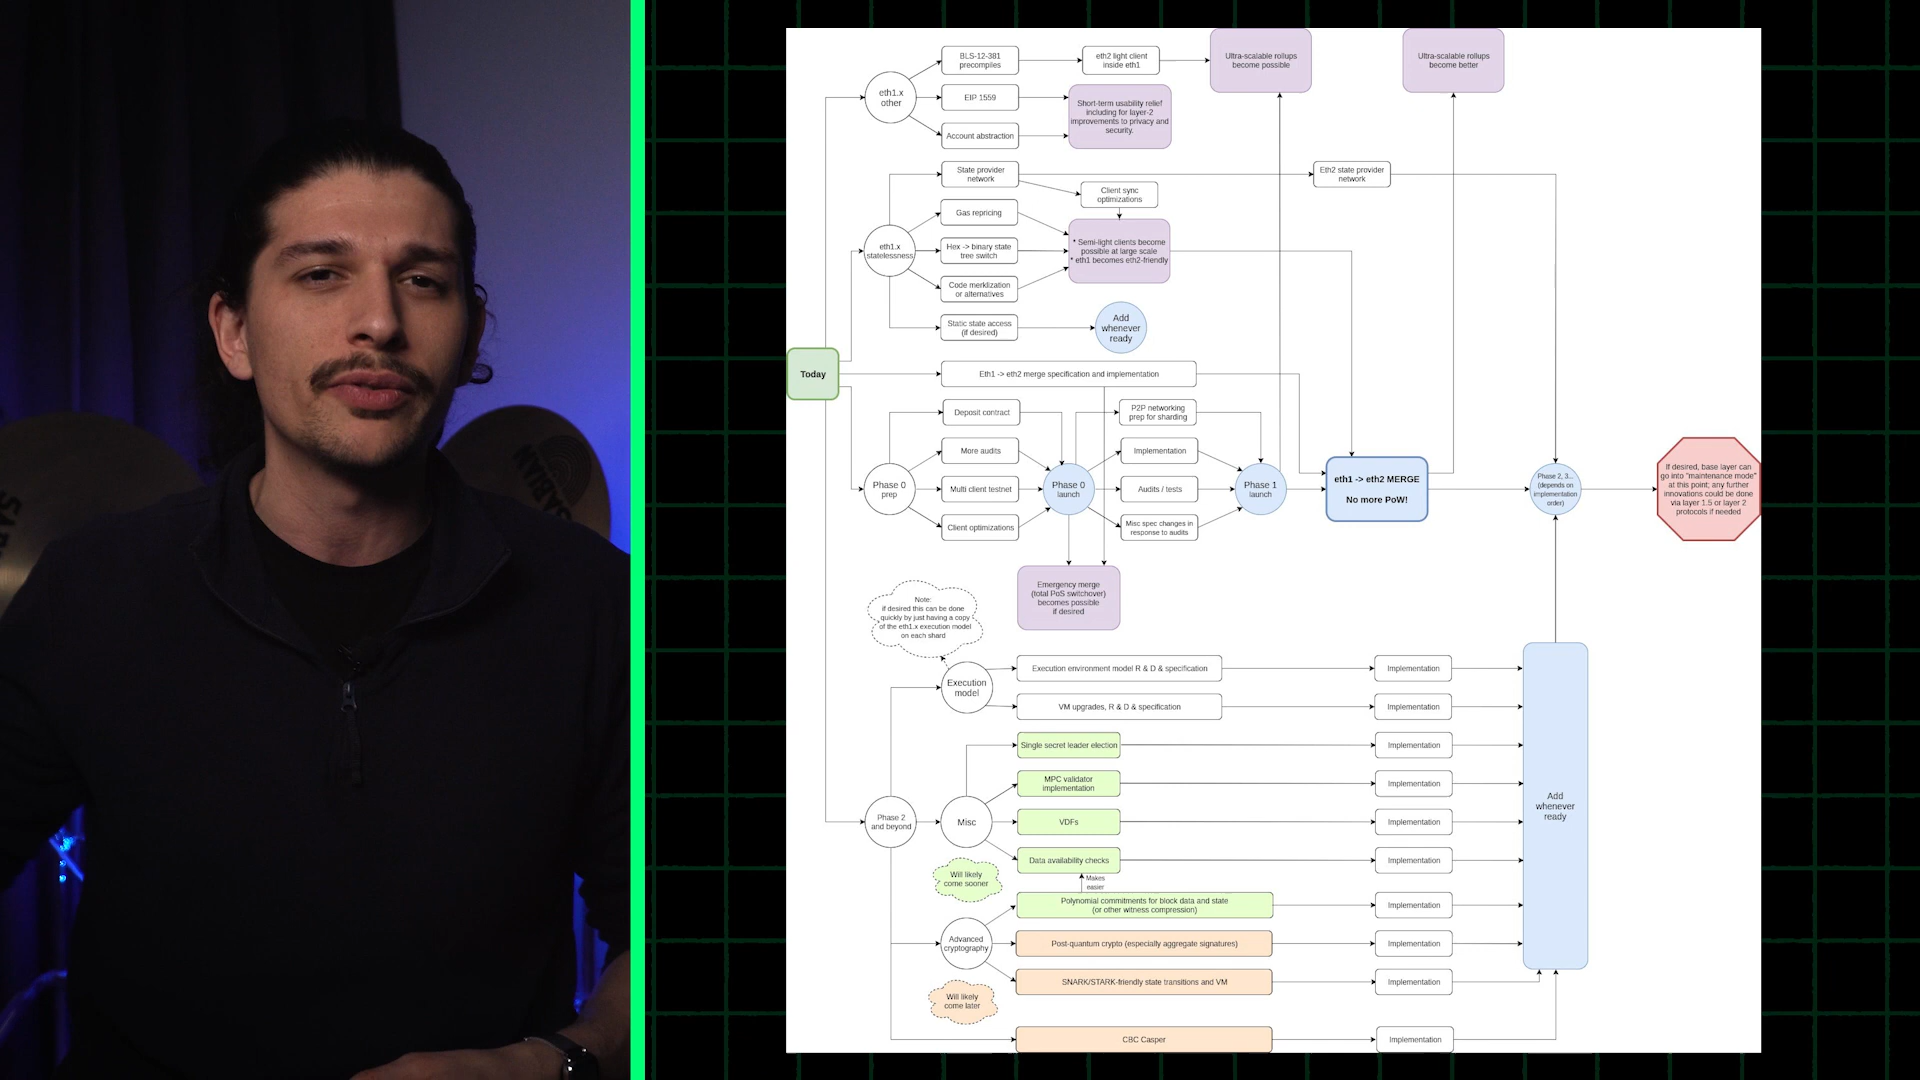 SABIAN
SABIAN
Today
eth1.x
other
BLS-12-381
precompiles
eth2 light client
inside eth1
Ultra-scalable rollups
become possible
Ultra-scalable rollups
become better
EIP 1559
Account abstraction
Short-term usability relief
including for layer-2
improvements to privacy and
security.
eth1.x
statelessness
State provider
network
Client sync
optimizations
Eth2 state provider
network
Gas repricing
Hex -> binary state
tree switch
Code merklization
or alternatives
* Semi-light clients become
possible at large scale
* eth1 becomes eth2-friendly
Static state access
(if desired)
Add
whenever
ready
Eth1 -> eth2 merge specification and implementation
Phase 0
prep
Deposit contract
More audits
Multi client testnet
Client optimizations
Phase 0
launch
P2P networking
prep for sharding
Implementation
Audits / tests
Misc spec changes in
response to audits
Phase 1
launch
eth1 -> eth2 MERGE
No more PoW!
Phase 2, 3...
(depends on
implementation
order)
If desired, base layer can
go into "maintenance mode"
at this point; any further
innovations could be done
via layer 1.5 or layer 2
protocols if needed
Emergency merge
(total PoS switchover)
becomes possible
if desired
Note:
if desired this can be done
quickly by just having a copy
of the eth1.x execution model
on each shard
Execution
model
Execution environment model R & D & specification
Implementation
VM upgrades, R & D & specification
Implementation
Phase 2
and beyond
Misc
Single secret leader election
Implementation
MPC validator
implementation
Implementation
VDFs
Implementation
Data availability checks
Implementation
Add
whenever
ready
Will likely
come sooner
Makes
easier
Advanced
cryptography
Polynomial commitments for block data and state
(or other witness compression)
Implementation
Post-quantum crypto (especially aggregate signatures)
Implementation
SNARK/STARK-friendly state transitions and VM
Implementation
Will likely
come later
CBC Casper
Implementation